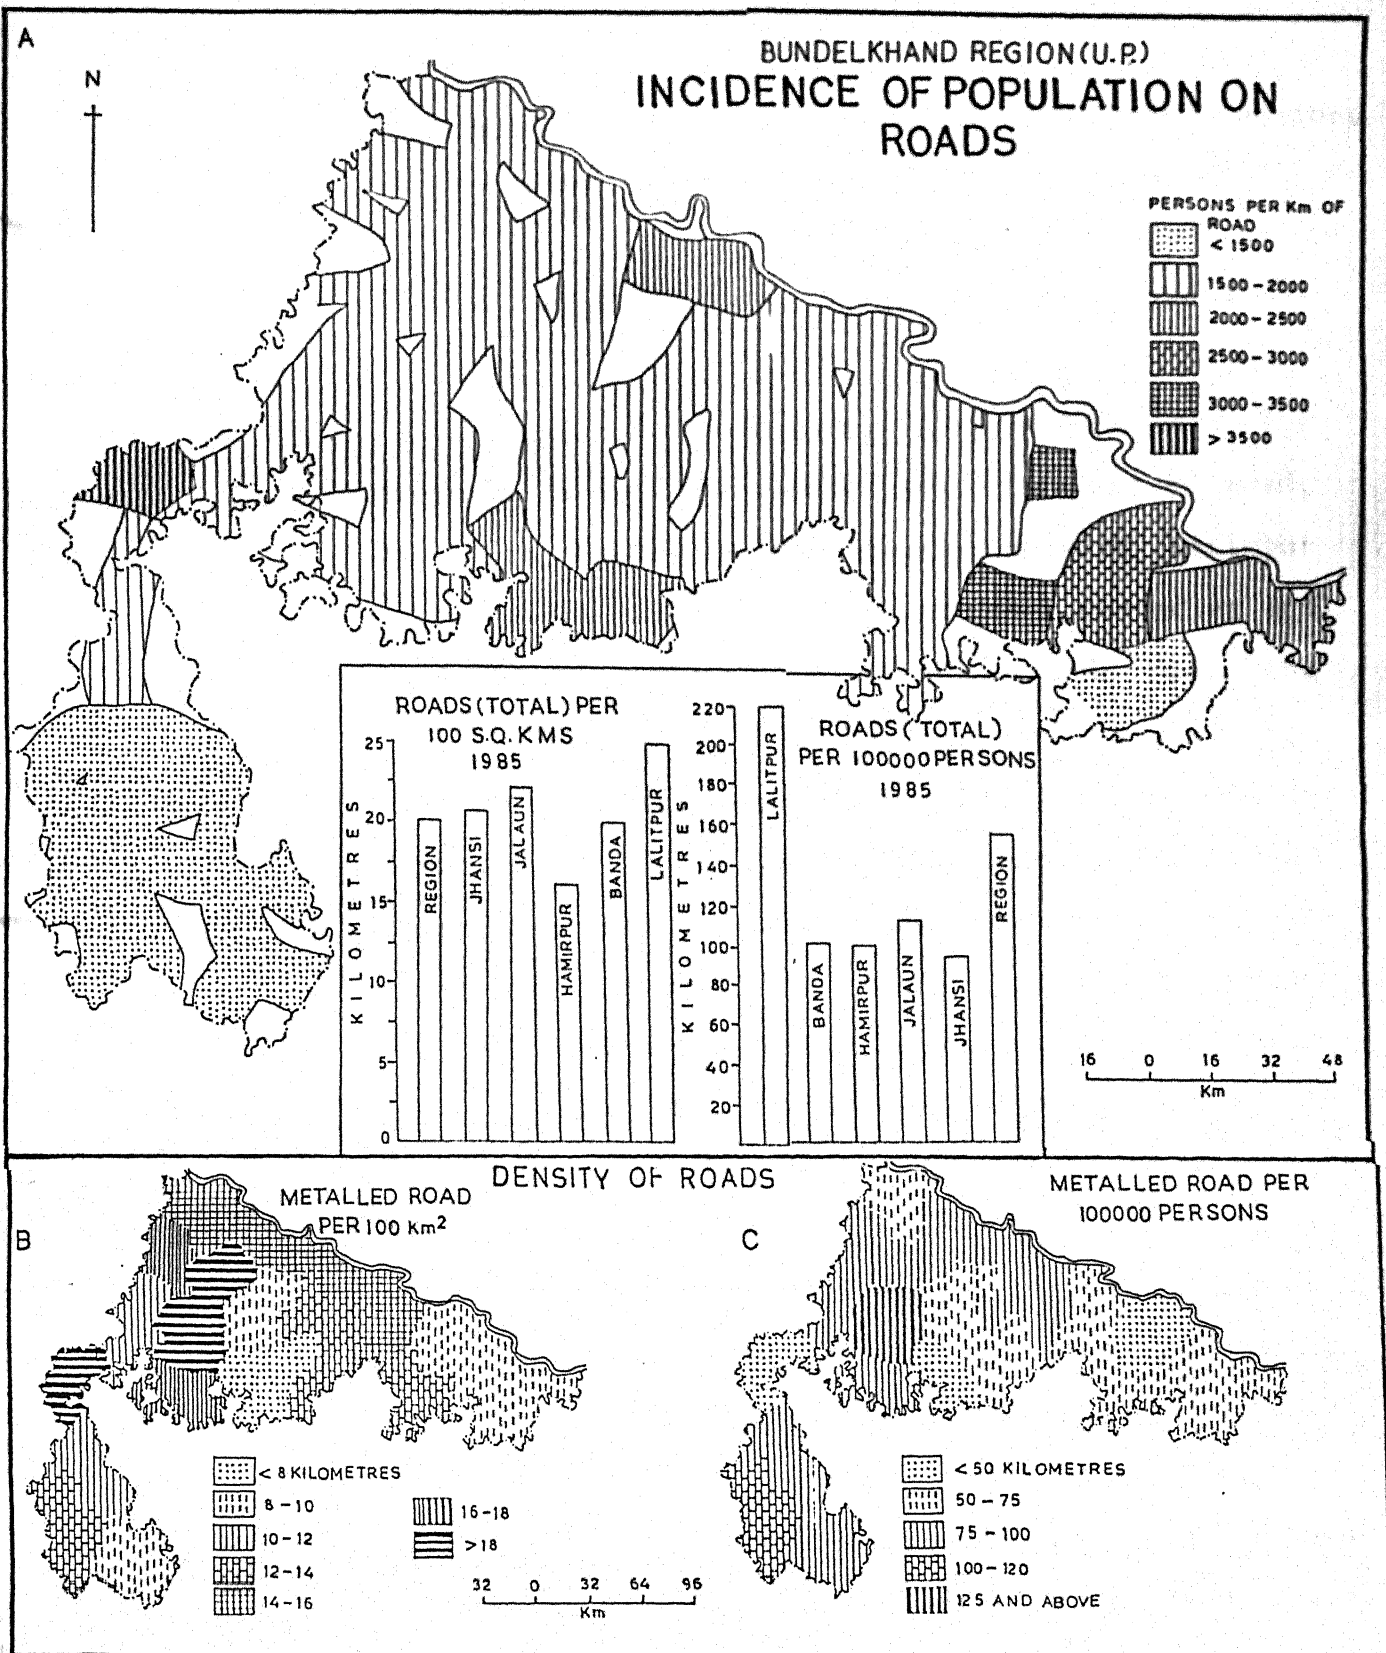 A
BUNDELKHAND REGION (U.P.)
INCIDENCE OF POPULATION ON
ROADS
N
PERSONS PER Km OF
ROAD
< 1500
1500-2000
2000-2500
2500-3000
3000-3500
> 3500
ROADS (TOTAL) PER
100 S.Q. KMS
1985
KILOMETRES
25
20
15
10
5
0
REGION
JHANSI
JALAUN
HAMIRPUR
BANDA
LALITPUR
ROADS (TOTAL)
PER 100000 PERSONS
1985
KILOMETRES
220
200
180
160
140
120
100
80
60
40
20
LALITPUR
BANDA
HAMIRPUR
JALAUN
JHANSI
REGION
16 0 16 32 48
Km
DENSITY OF ROADS
B
METALLED ROAD
PER 100 Km²
< 8 KILOMETRES
8-10
10-12
12-14
14-16
16-18
>18
32 0 32 64 96
Km
C
METALLED ROAD PER
100000 PERSONS
< 50 KILOMETRES
50-75
75-100
100-120
125 AND ABOVE